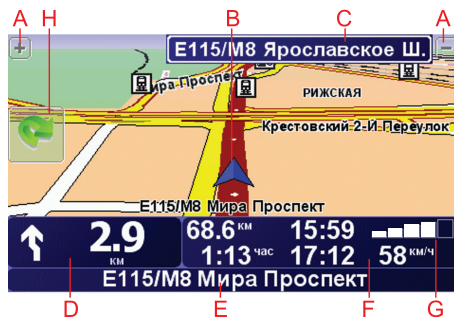 A H B C A
+ E115/M8 Ярославское Ш. −
ира Проспект
РИЖСКАЯ
Крестовский 2-Й Переулок
E115/M8 Мира Проспект
2.9 км
68.6 км 15:59
1:13 час 17:12 58 км/ч
E115/M8 Мира Проспект
D E F G